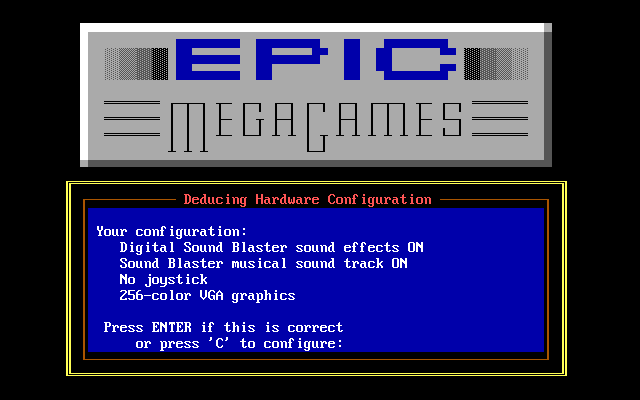 EPIC
MEGAGAMES
Deducing Hardware Configuration
Your configuration:
Digital Sound Blaster sound effects ON
Sound Blaster musical sound track ON
No joystick
256-color VGA graphics
Press ENTER if this is correct
or press 'C' to configure: